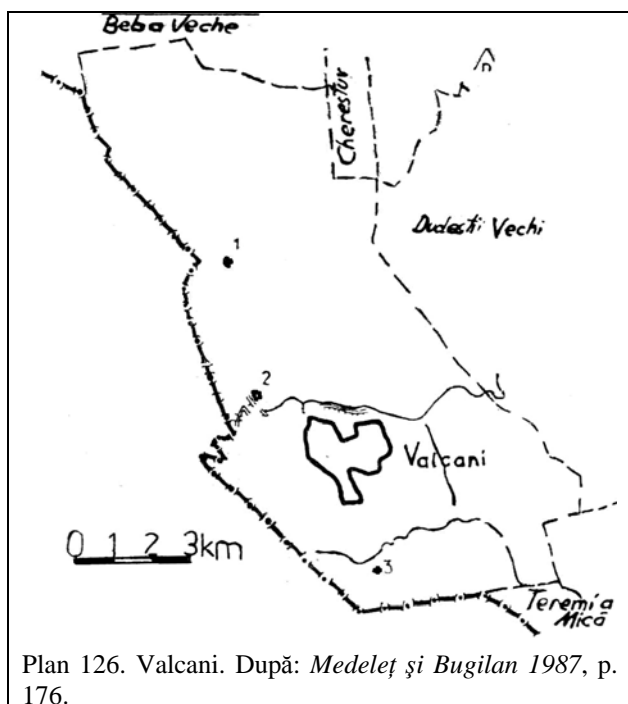 Beba Veche
Cherestur
Dudeştii Vechi
1
2
Valcani
0 1 2 3km
3
Teremia
Mică
Plan 126. Valcani. După: Medeleţ şi Bugilan 1987, p.
176.